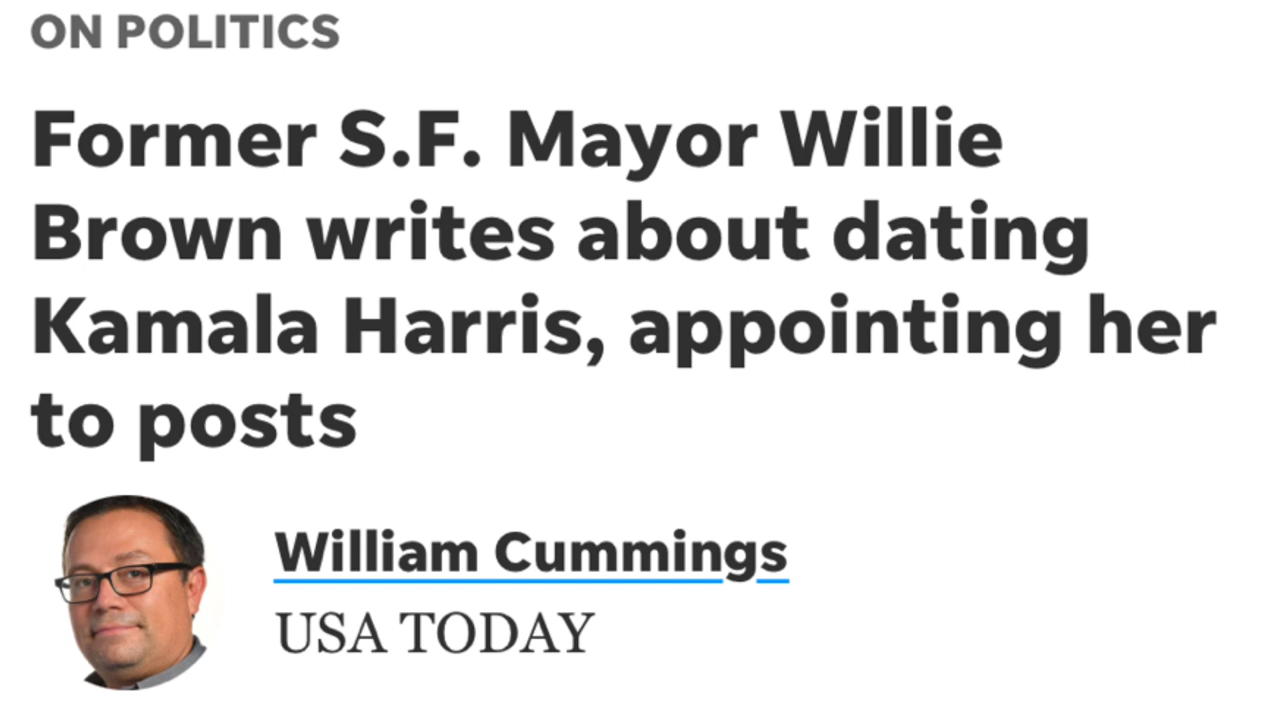 ON POLITICS
Former S.F. Mayor Willie
Brown writes about dating
Kamala Harris, appointing her
to posts
William Cummings
USA TODAY